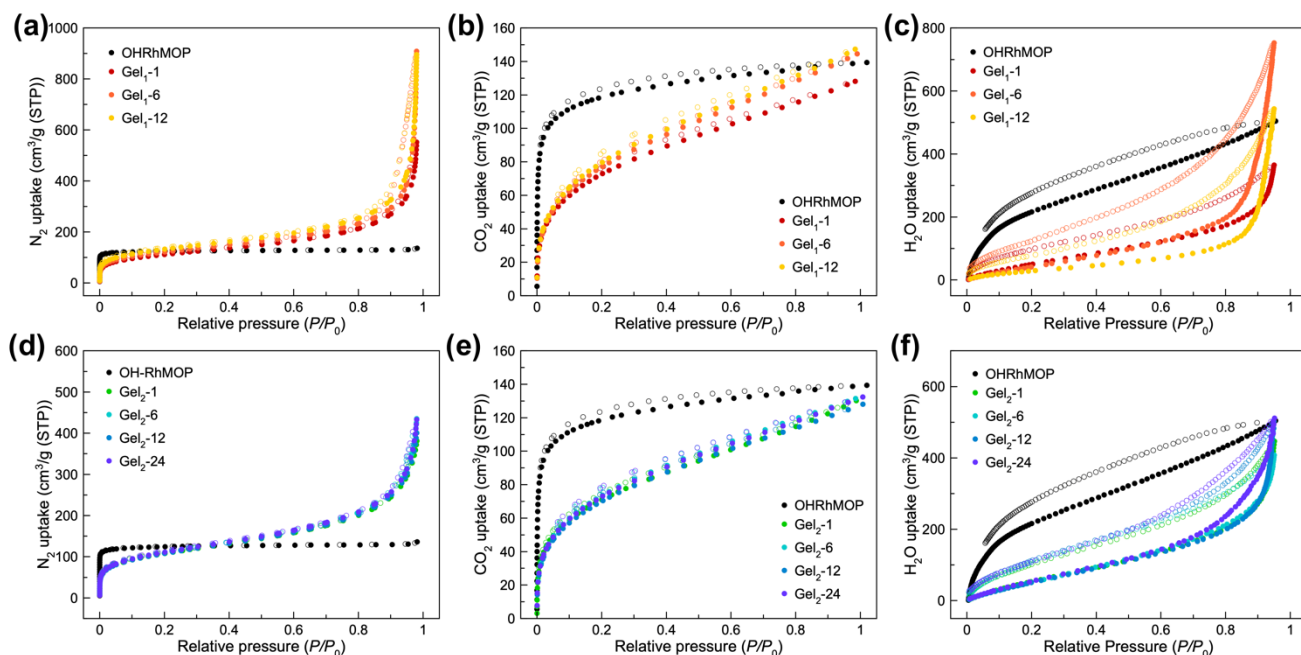 (a)
N₂ uptake (cm³/g (STP))
1000
800
600
400
200
0
OHRhMOP
Gel₁-1
Gel₁-6
Gel₁-12
0 0.2 0.4 0.6 0.8 1
Relative pressure (P/P₀)
(b)
CO₂ uptake (cm³/g (STP))
160
140
120
100
80
60
40
20
0
OHRhMOP
Gel₁-1
Gel₁-6
Gel₁-12
0 0.2 0.4 0.6 0.8 1
Relative pressure (P/P₀)
(c)
H₂O uptake (cm³/g (STP))
800
600
400
200
0
OHRhMOP
Gel₁-1
Gel₁-6
Gel₁-12
0 0.2 0.4 0.6 0.8 1
Relative Pressure (P/P₀)
(d)
N₂ uptake (cm³/g (STP))
600
500
400
300
200
100
0
OH-RhMOP
Gel₂-1
Gel₂-6
Gel₂-12
Gel₂-24
0 0.2 0.4 0.6 0.8 1
Relative pressure (P/P₀)
(e)
CO₂ uptake (cm³/g (STP))
160
140
120
100
80
60
40
20
0
OHRhMOP
Gel₂-1
Gel₂-6
Gel₂-12
Gel₂-24
0 0.2 0.4 0.6 0.8 1
Relative pressure (P/P₀)
(f)
H₂O uptake (cm³/g (STP))
600
400
200
0
OHRhMOP
Gel₂-1
Gel₂-6
Gel₂-12
Gel₂-24
0 0.2 0.4 0.6 0.8 1
Relative Pressure (P/P₀)